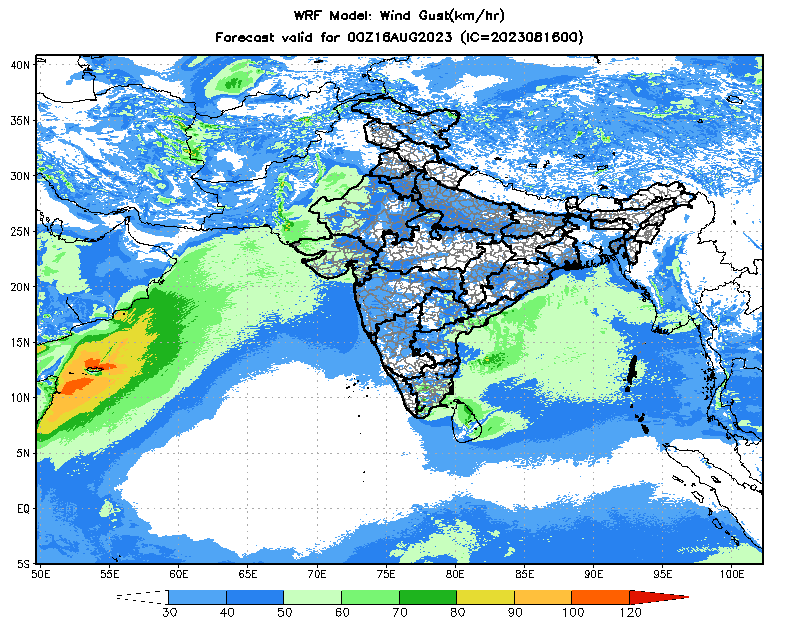 WRF Model: Wind Gust(km/hr)
Forecast valid for 00Z16AUG2023 (IC=2023081600)
40N
35N
30N
25N
20N
15N
10N
5N
EQ
5S
50E 55E 60E 65E 70E 75E 80E 85E 90E 95E 100E
30 40 50 60 70 80 90 100 120